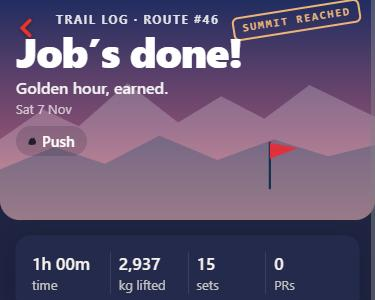 TRAIL LOG · ROUTE #46
SUMMIT REACHED
Job's done!
Golden hour, earned.
Sat 7 Nov
Push
1h 00m 2,937 15 0
time kg lifted sets PRs